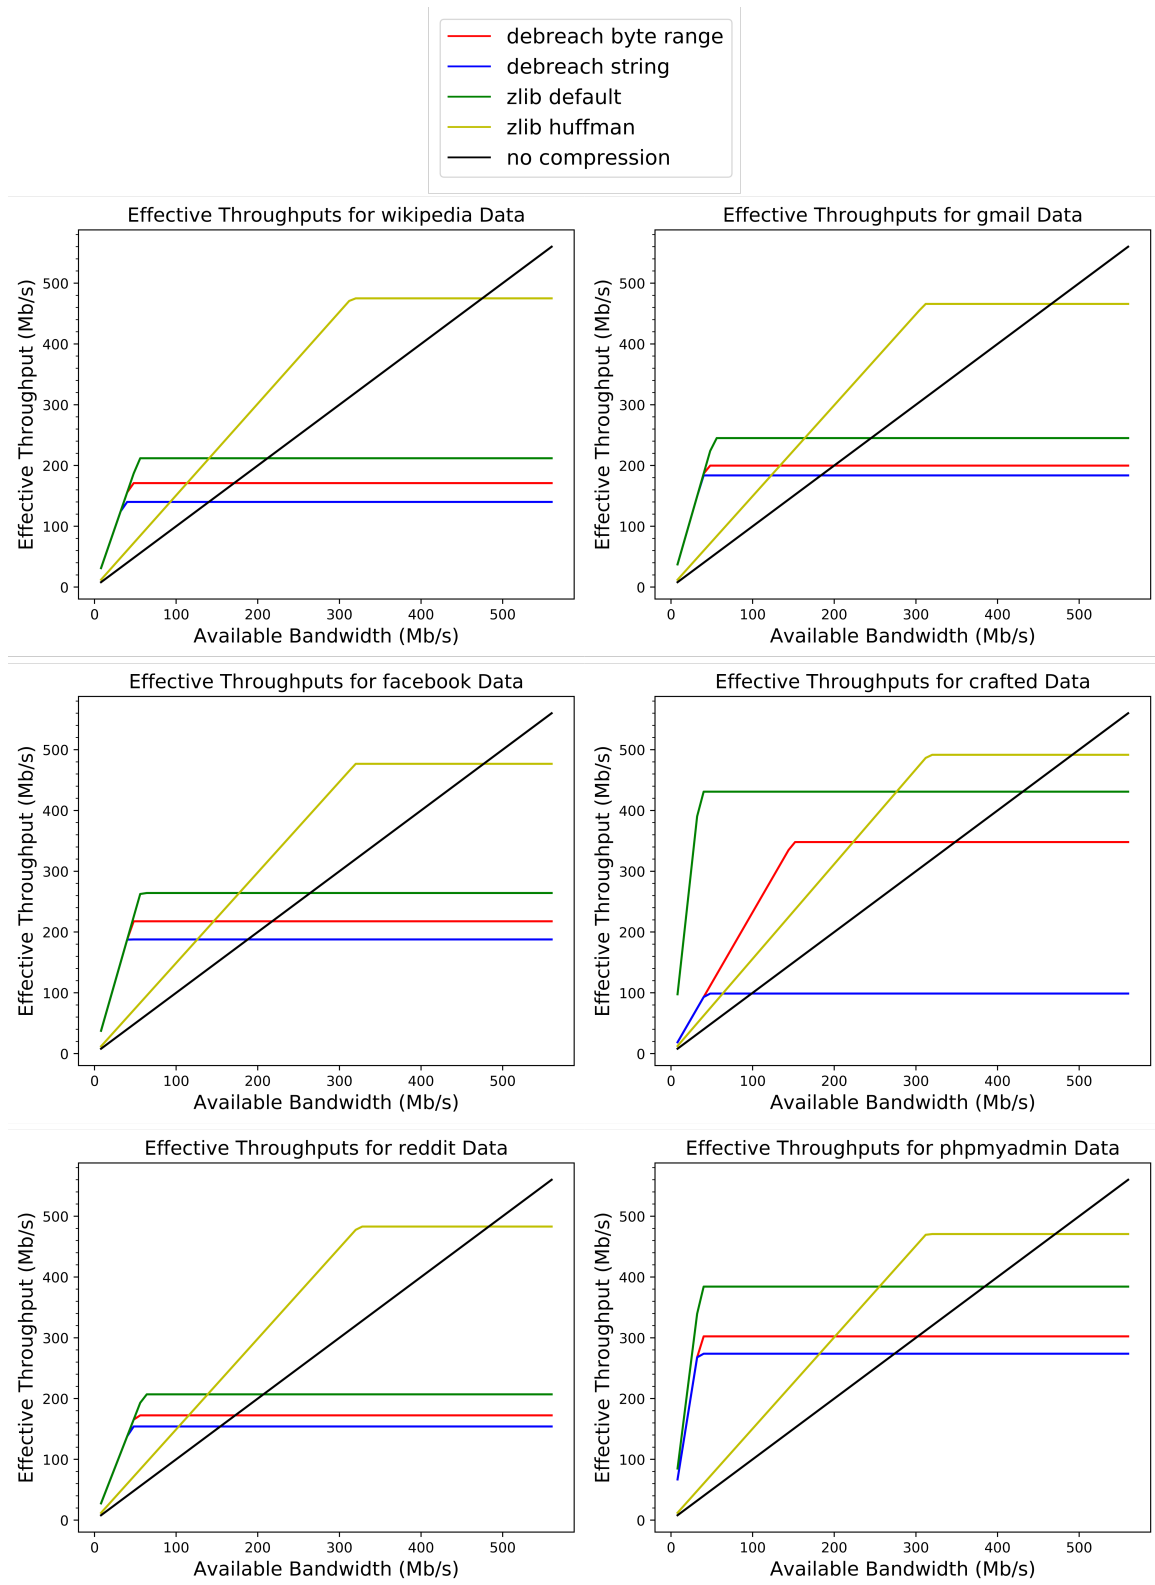 debreach byte range
debreach string
zlib default
zlib huffman
no compression
Effective Throughputs for wikipedia Data
Effective Throughput (Mb/s)
500
400
300
200
100
0
0 100 200 300 400 500
Available Bandwidth (Mb/s)
Effective Throughputs for gmail Data
Effective Throughput (Mb/s)
500
400
300
200
100
0
0 100 200 300 400 500
Available Bandwidth (Mb/s)
Effective Throughputs for facebook Data
Effective Throughput (Mb/s)
500
400
300
200
100
0
0 100 200 300 400 500
Available Bandwidth (Mb/s)
Effective Throughputs for crafted Data
Effective Throughput (Mb/s)
500
400
300
200
100
0
0 100 200 300 400 500
Available Bandwidth (Mb/s)
Effective Throughputs for reddit Data
Effective Throughput (Mb/s)
500
400
300
200
100
0
0 100 200 300 400 500
Available Bandwidth (Mb/s)
Effective Throughputs for phpmyadmin Data
Effective Throughput (Mb/s)
500
400
300
200
100
0
0 100 200 300 400 500
Available Bandwidth (Mb/s)